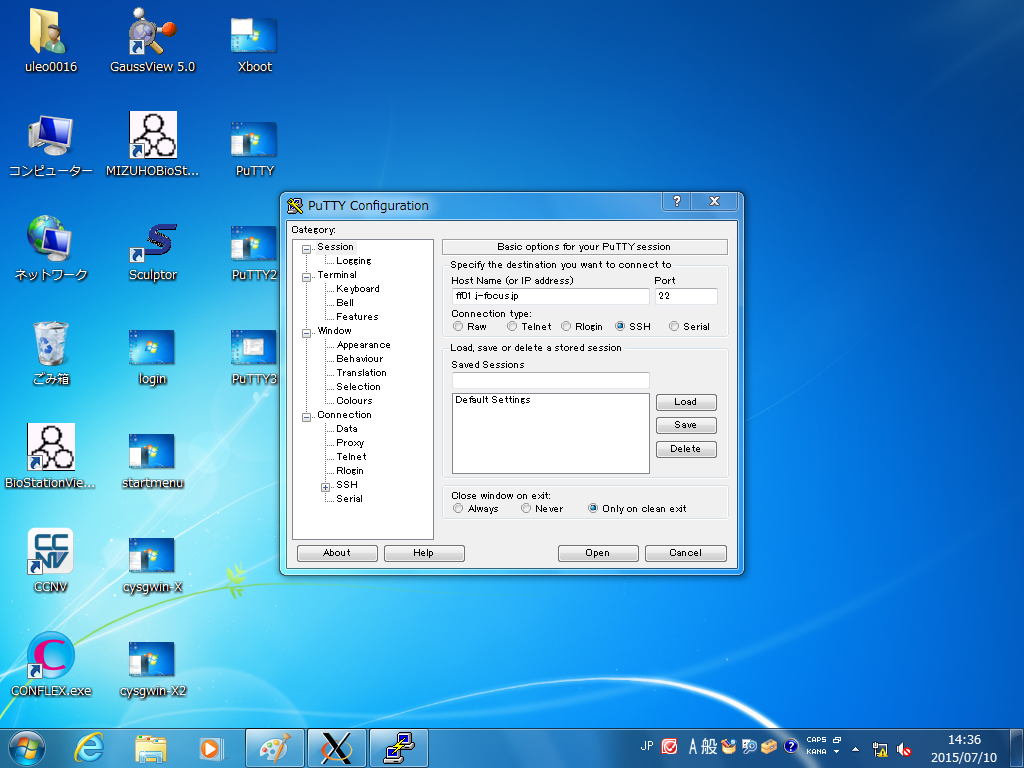 uleo0016
GaussView 5.0
Xboot
コンピューター
MIZUHOBioSt...
PuTTY
ネットワーク
Sculptor
PuTTY2
ごみ箱
login
PuTTY3
BioStationVie...
startmenu
CCNV
CCNV
cysgwin-X
C
CONFLEX.exe
cysgwin-X2
PuTTY Configuration
Category:
Session
Logging
Terminal
Keyboard
Bell
Features
Window
Appearance
Behaviour
Translation
Selection
Colours
Connection
Data
Proxy
Telnet
Rlogin
SSH
Serial
Basic options for your PuTTY session
Specify the destination you want to connect to
Host Name (or IP address) Port
ff01.j-focus.jp 22
Connection type:
Raw Telnet Rlogin SSH Serial
Load, save or delete a stored session
Saved Sessions
Default Settings
Load
Save
Delete
Close window on exit:
Always Never Only on clean exit
About Help Open Cancel
JP A 般 CAPS KANA
14:36
2015/07/10